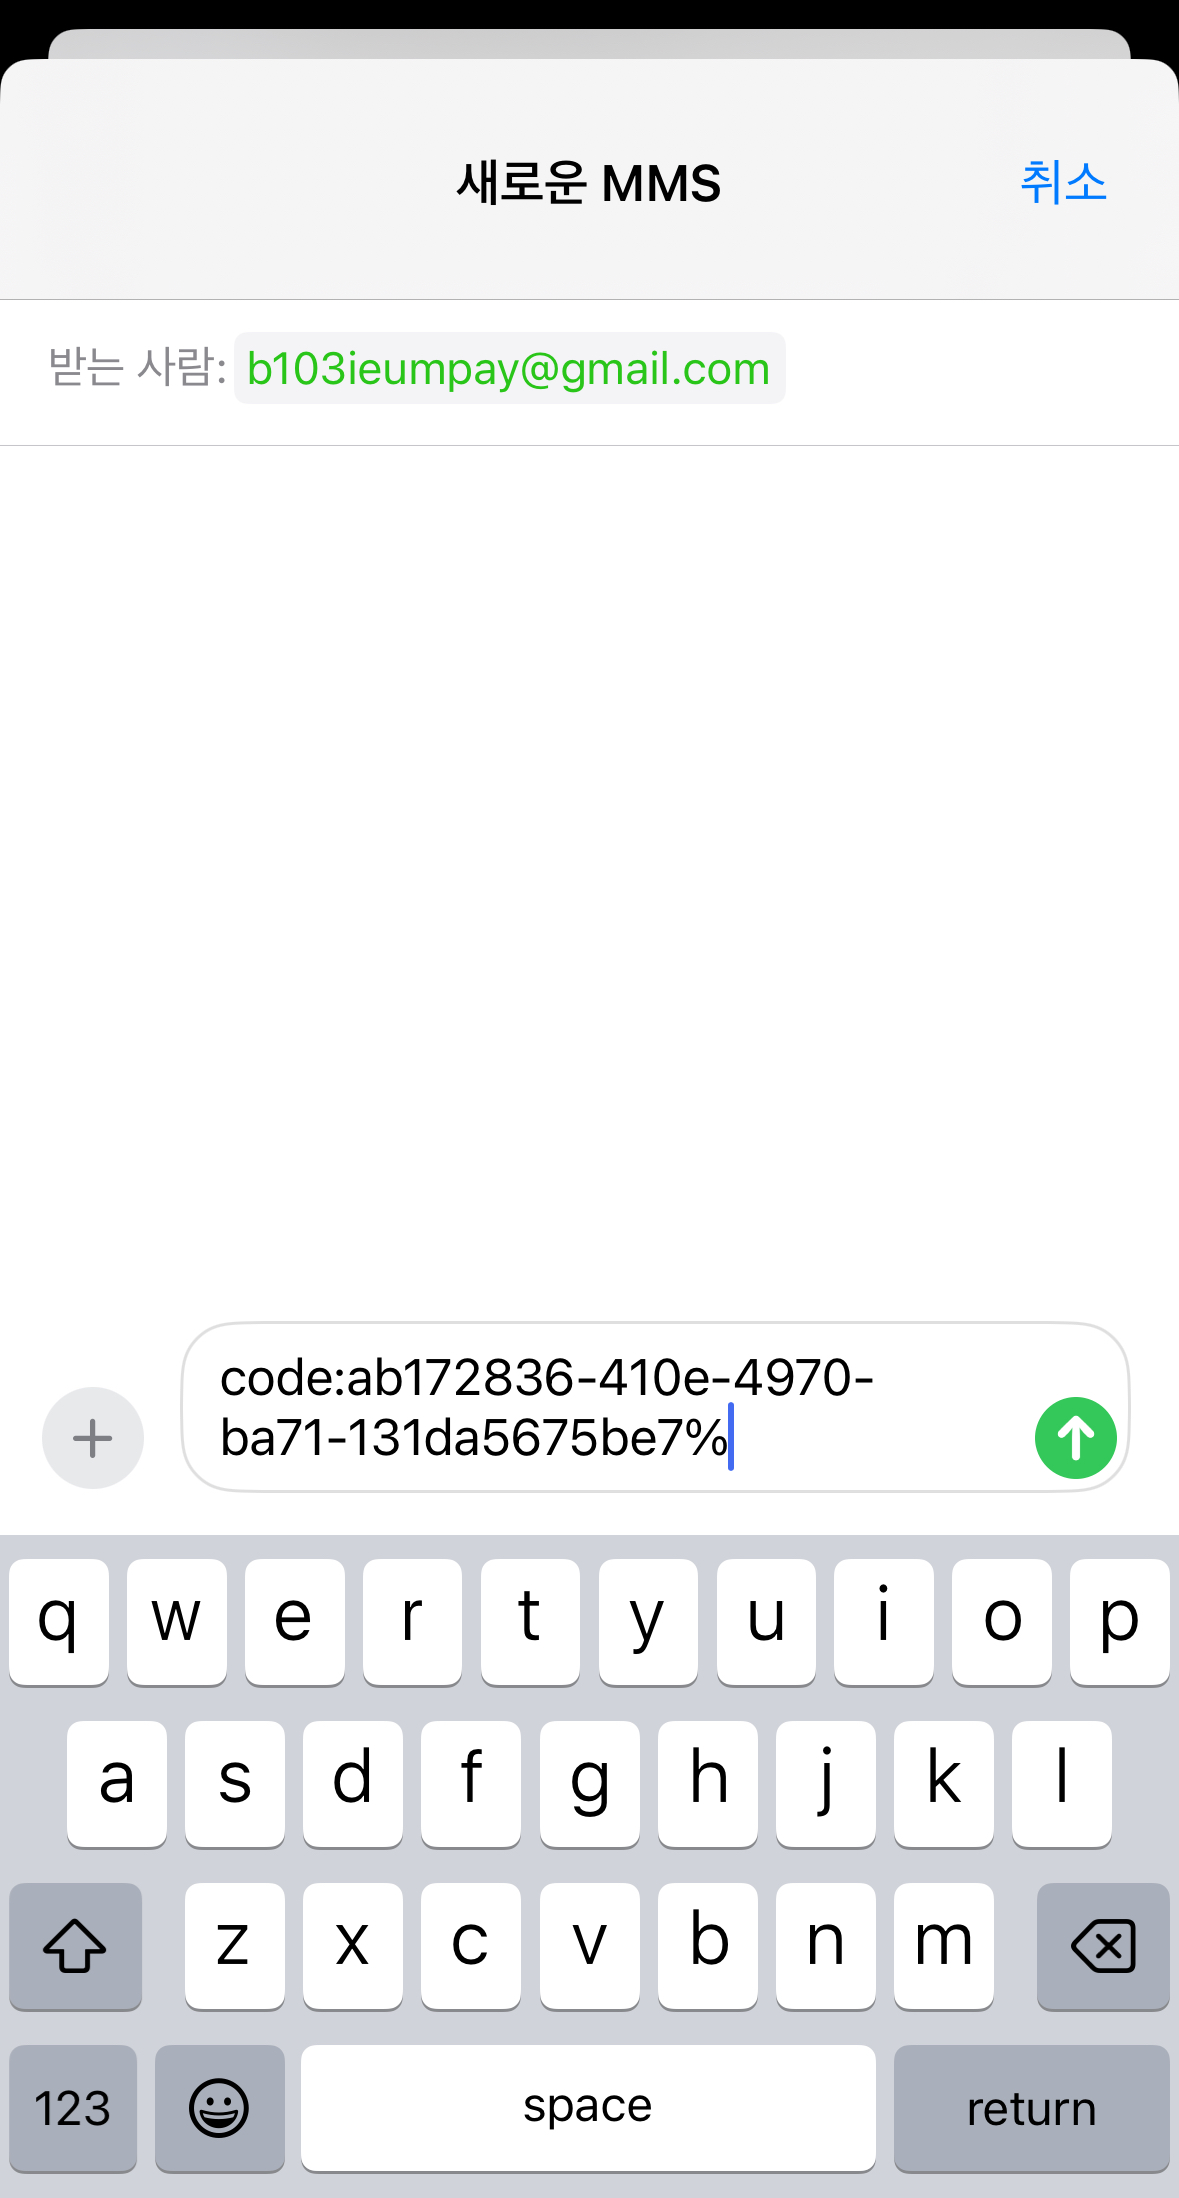 새로운 MMS
취소
받는 사람: b103ieumpay@gmail.com
code:ab172836-410e-4970-
ba71-131da5675be7%
q w e r t y u i o p
a s d f g h j k l
z x c v b n m
123 space return